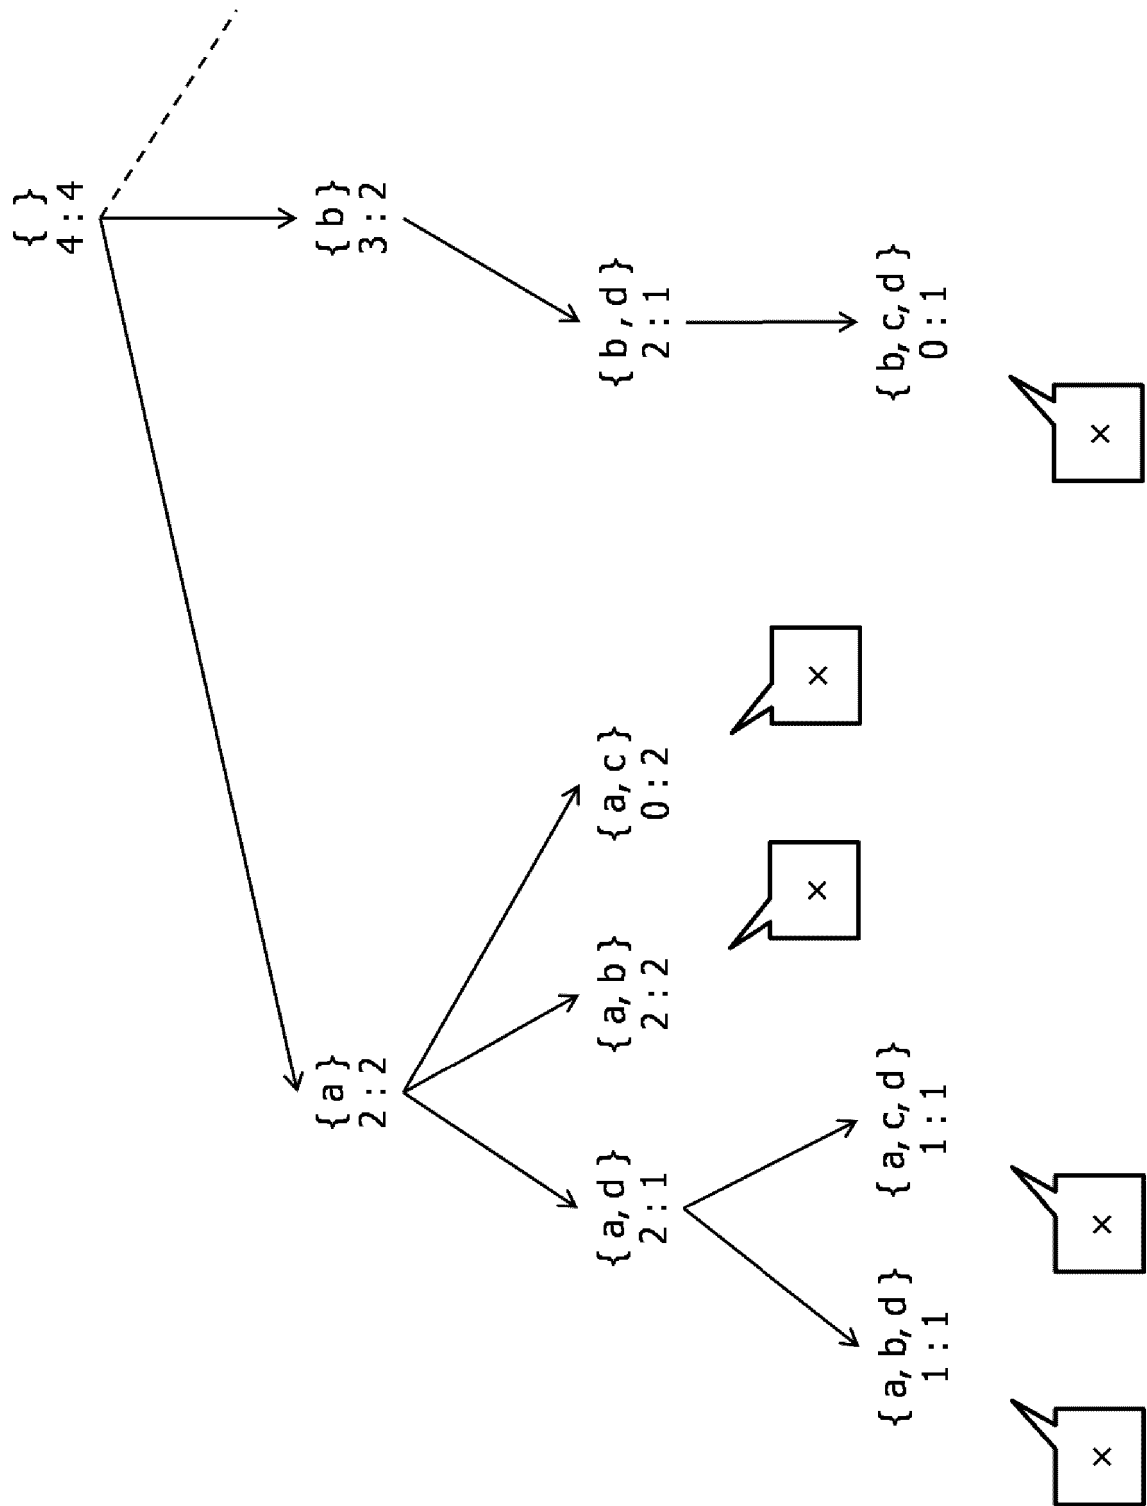 { }
4:4
{a}
2:2
{b}
3:2
{a,d}
2:1
{a,b}
2:2
{a,c}
0:2
{b,d}
2:1
{a,b,d}
1:1
{a,c,d}
1:1
{b,c,d}
0:1
×
×
×
×
×